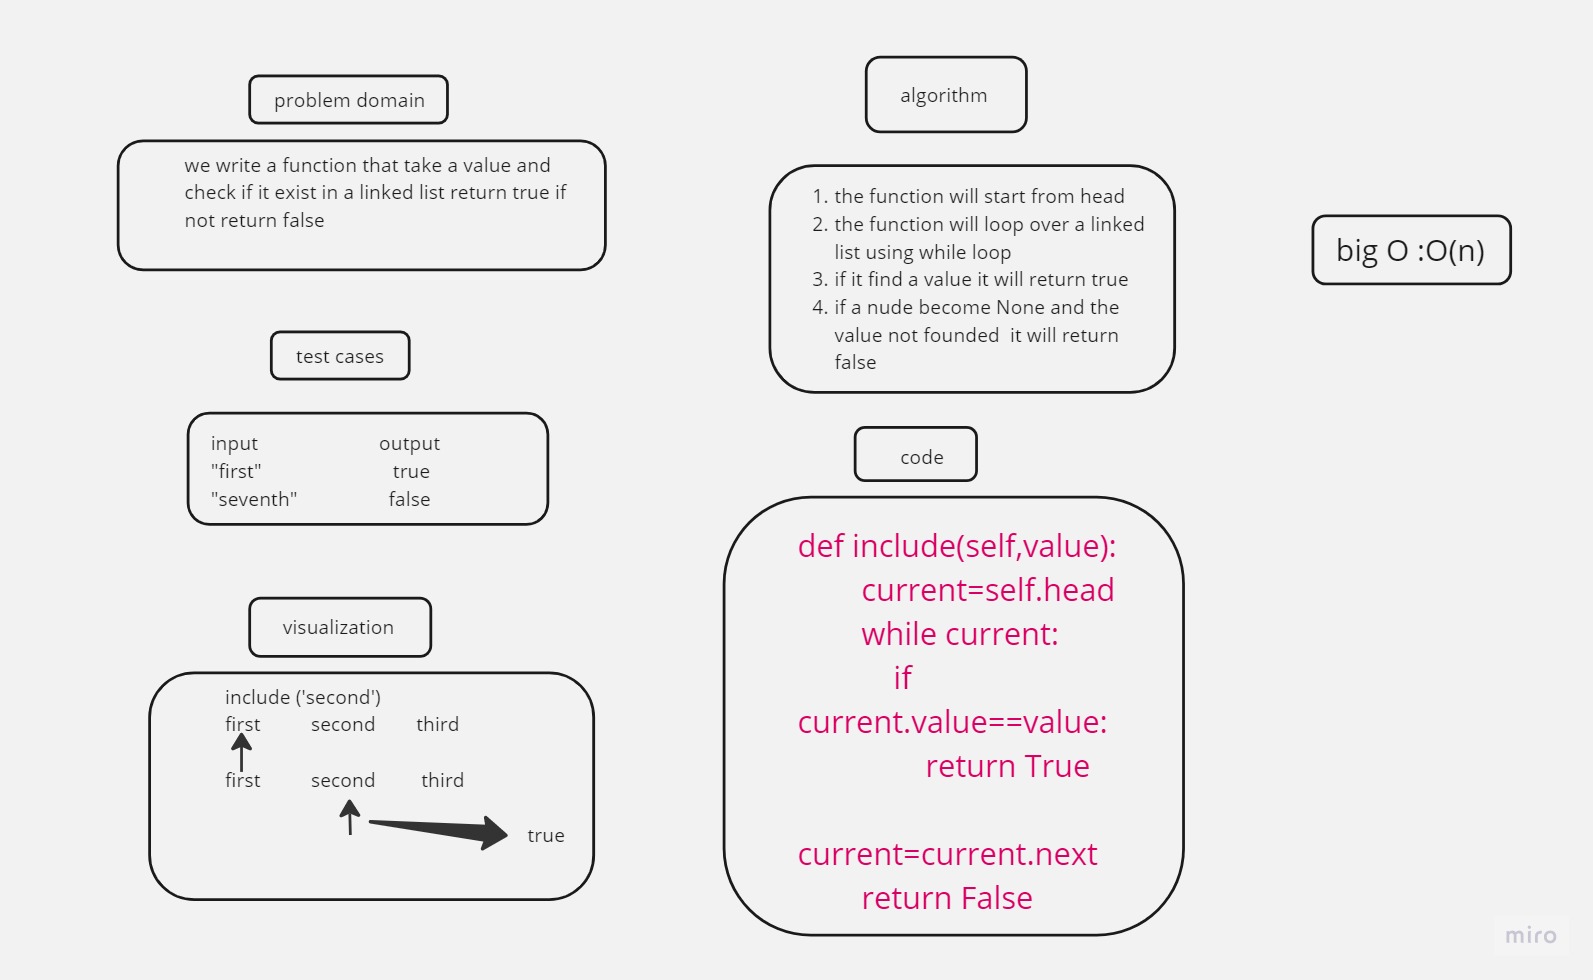 problem domain
we write a function that take a value and
check if it exist in a linked list return true if
not return false
test cases
input output
"first" true
"seventh" false
visualization
include ('second')
first second third
first second third
true
algorithm
1. the function will start from head
2. the function will loop over a linked
list using while loop
3. if it find a value it will return true
4. if a nude become None and the
value not founded  it will return
false
code
def include(self,value):
current=self.head
while current:
if
current.value==value:
return True
current=current.next
return False
big O :O(n)
miro